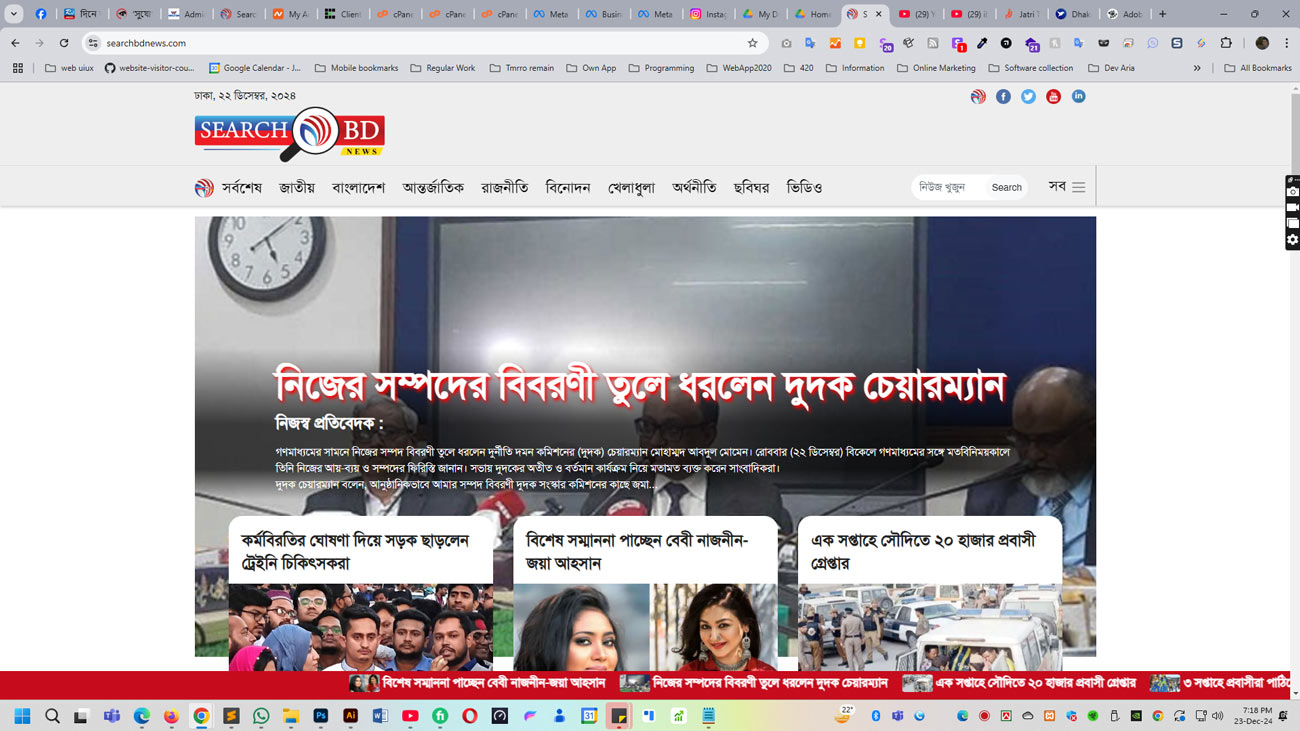 দিনে
'সুযো
Admi
Searc
My A
Client
cPane
cPane
cPane
Meta
Busin
Meta
Instag
My D
Home
S
(29) Y
(29)
Jatri T
Dhak
Adob
searchbdnews.com
20
1
21
web uiux
website-visitor-cou...
Google Calendar - J...
Mobile bookmarks
Regular Work
Tmrro remain
Own App
Programming
WebApp2020
420
Information
Online Marketing
Software collection
Dev Aria
»
All Bookmarks
ঢাকা, ২২ ডিসেম্বর, ২০২৪
SEARCH BD
NEWS
সর্বশেষ জাতীয় বাংলাদেশ আন্তর্জাতিক রাজনীতি বিনোদন খেলাধুলা অর্থনীতি ছবিঘর ভিডিও
নিউজ খুজুন Search সব
নিজের সম্পদের বিবরণী তুলে ধরলেন দুদক চেয়ারম্যান
নিজস্ব প্রতিবেদক :
গণমাধ্যমের সামনে নিজের সম্পদ বিবরণী তুলে ধরলেন দুর্নীতি দমন কমিশনের (দুদক) চেয়ারম্যান মোহাম্মদ আবদুল মোমেন। রোববার (২২ ডিসেম্বর) বিকেলে গণমাধ্যমের সঙ্গে মতবিনিময়কালে
তিনি নিজের আয়-ব্যয় ও সম্পদের ফিরিস্তি জানান। সভায় দুদকের অতীত ও বর্তমান কার্যক্রম নিয়ে মতামত ব্যক্ত করেন সাংবাদিকরা।
দুদক চেয়ারম্যান বলেন, আনুষ্ঠানিকভাবে আমার সম্পদ বিবরণী দুদক সংস্কার কমিশনের কাছে জমা...
কর্মবিরতির ঘোষণা দিয়ে সড়ক ছাড়লেন
ট্রেইনি চিকিৎসকরা
বিশেষ সম্মাননা পাচ্ছেন বেবী নাজনীন-
জয়া আহসান
এক সপ্তাহে সৌদিতে ২০ হাজার প্রবাসী
গ্রেপ্তার
বিশেষ সম্মাননা পাচ্ছেন বেবী নাজনীন-জয়া আহসান নিজের সম্পদের বিবরণী তুলে ধরলেন দুদক চেয়ারম্যান এক সপ্তাহে সৌদিতে ২০ হাজার প্রবাসী গ্রেপ্তার ৩ সপ্তাহে প্রবাসীরা পাঠি
22°
7:18 PM
23-Dec-24